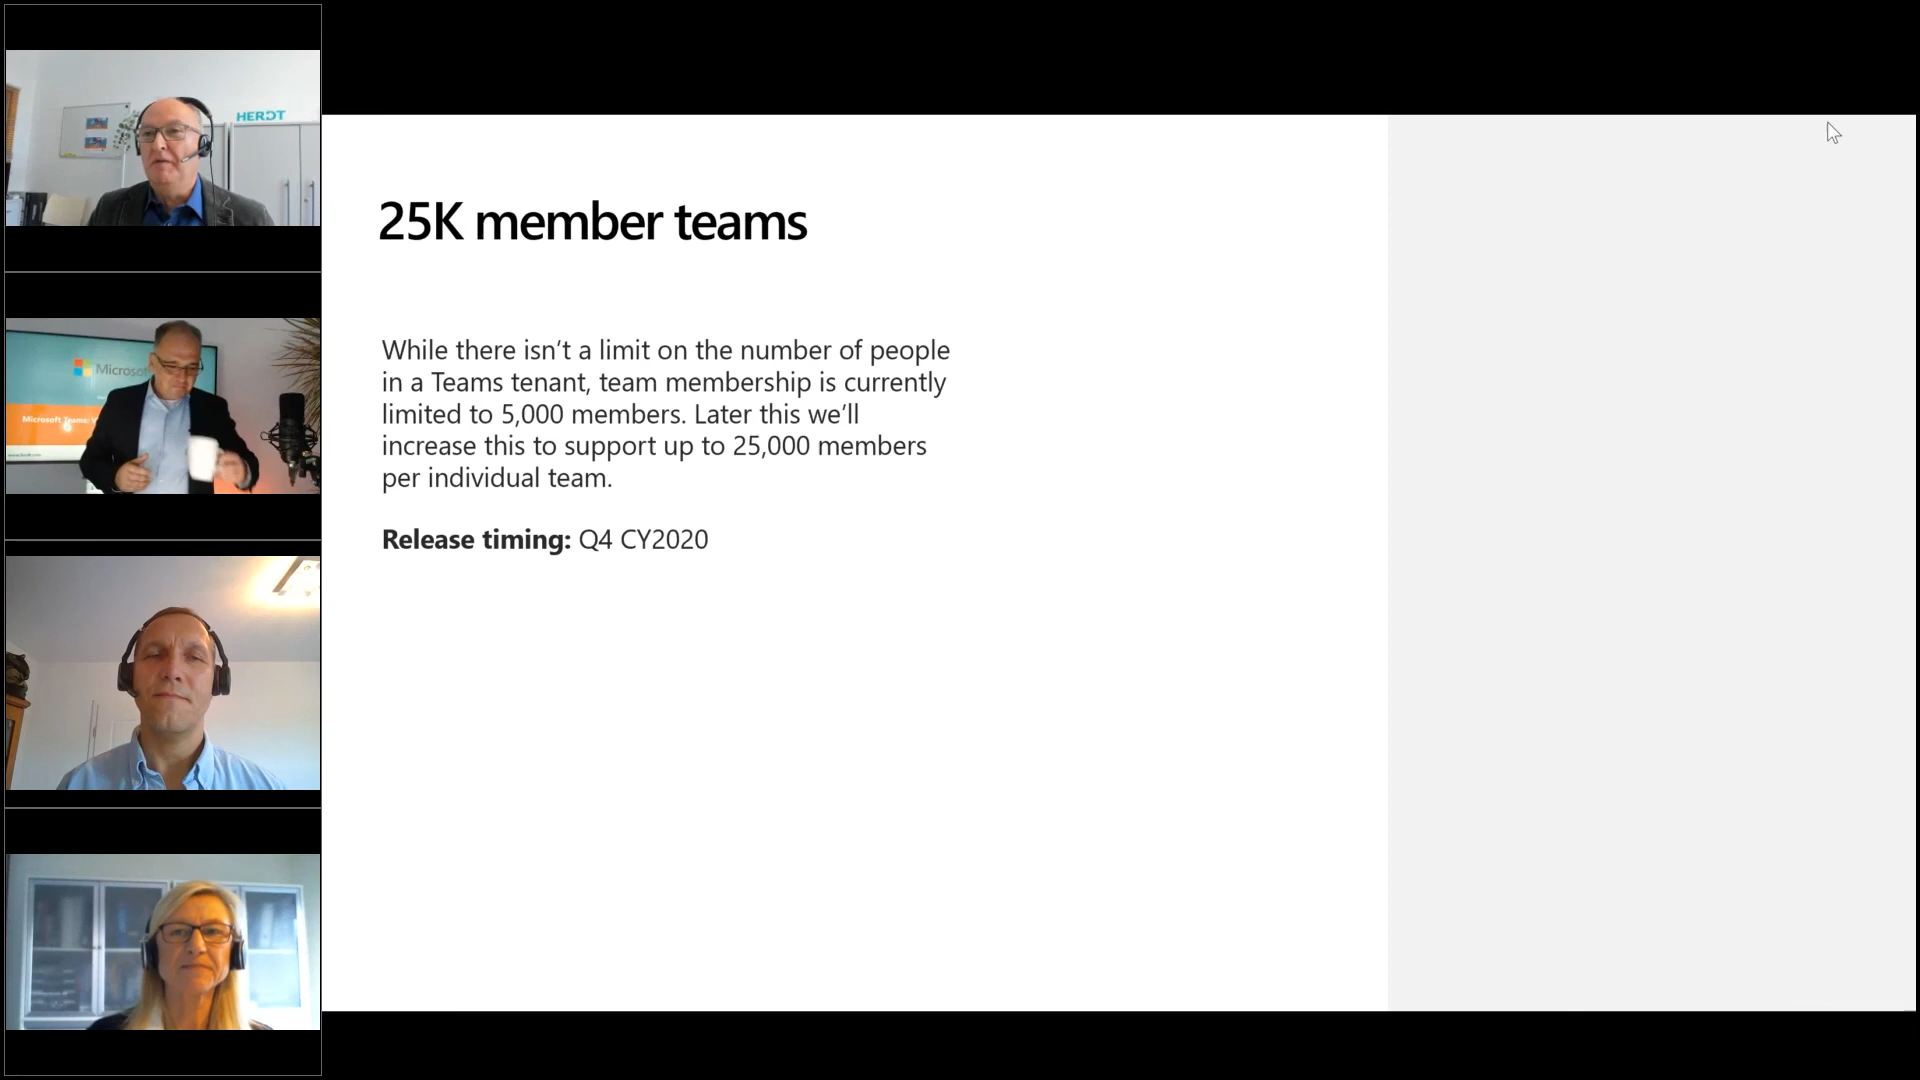 HERDT
Microsoft
Microsoft Teams:
25K member teams
While there isn’t a limit on the number of people
in a Teams tenant, team membership is currently
limited to 5,000 members. Later this we’ll
increase this to support up to 25,000 members
per individual team.
Release timing: Q4 CY2020